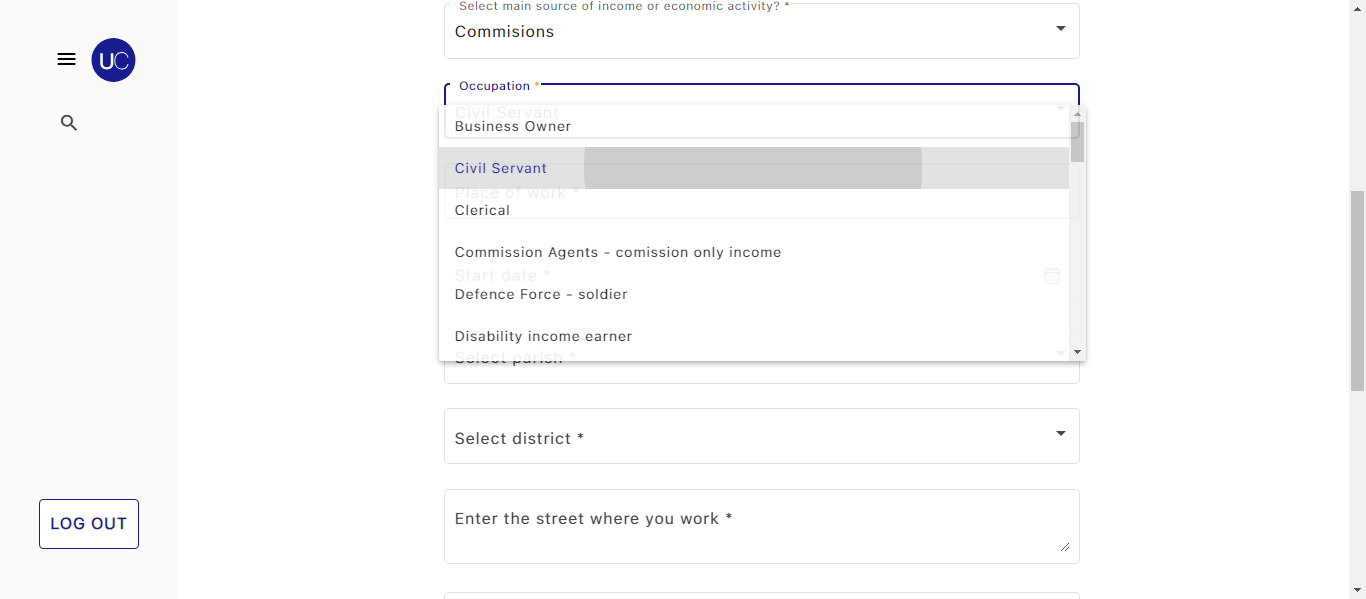 Select main source of income or economic activity? *
Commisions
UC
Occupation *
Civil Servant
Business Owner
Civil Servant
Place of work *
Clerical
Commission Agents - comission only income
Start date *
Defence Force - soldier
Disability income earner
Select parish *
Select district *
Enter the street where you work *
LOG OUT